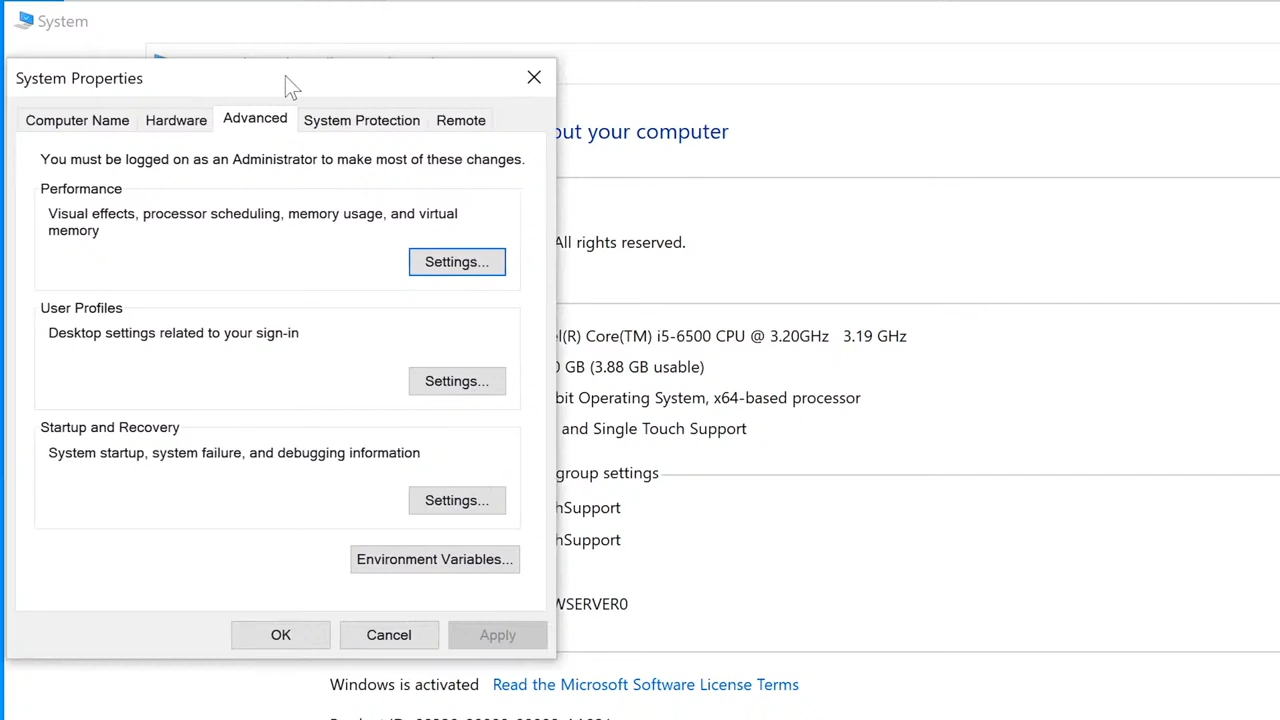 System
System Properties
Computer Name Hardware Advanced System Protection Remote
You must be logged on as an Administrator to make most of these changes.
Performance
Visual effects, processor scheduling, memory usage, and virtual
memory
Settings...
User Profiles
Desktop settings related to your sign-in
Settings...
Startup and Recovery
System startup, system failure, and debugging information
Settings...
Environment Variables...
OK Cancel Apply
your computer
All rights reserved.
Core(TM) i5-6500 CPU @ 3.20GHz 3.19 GHz
GB (3.88 GB usable)
bit Operating System, x64-based processor
and Single Touch Support
group settings
hSupport
hSupport
WSERVER0
Windows is activated Read the Microsoft Software License Terms